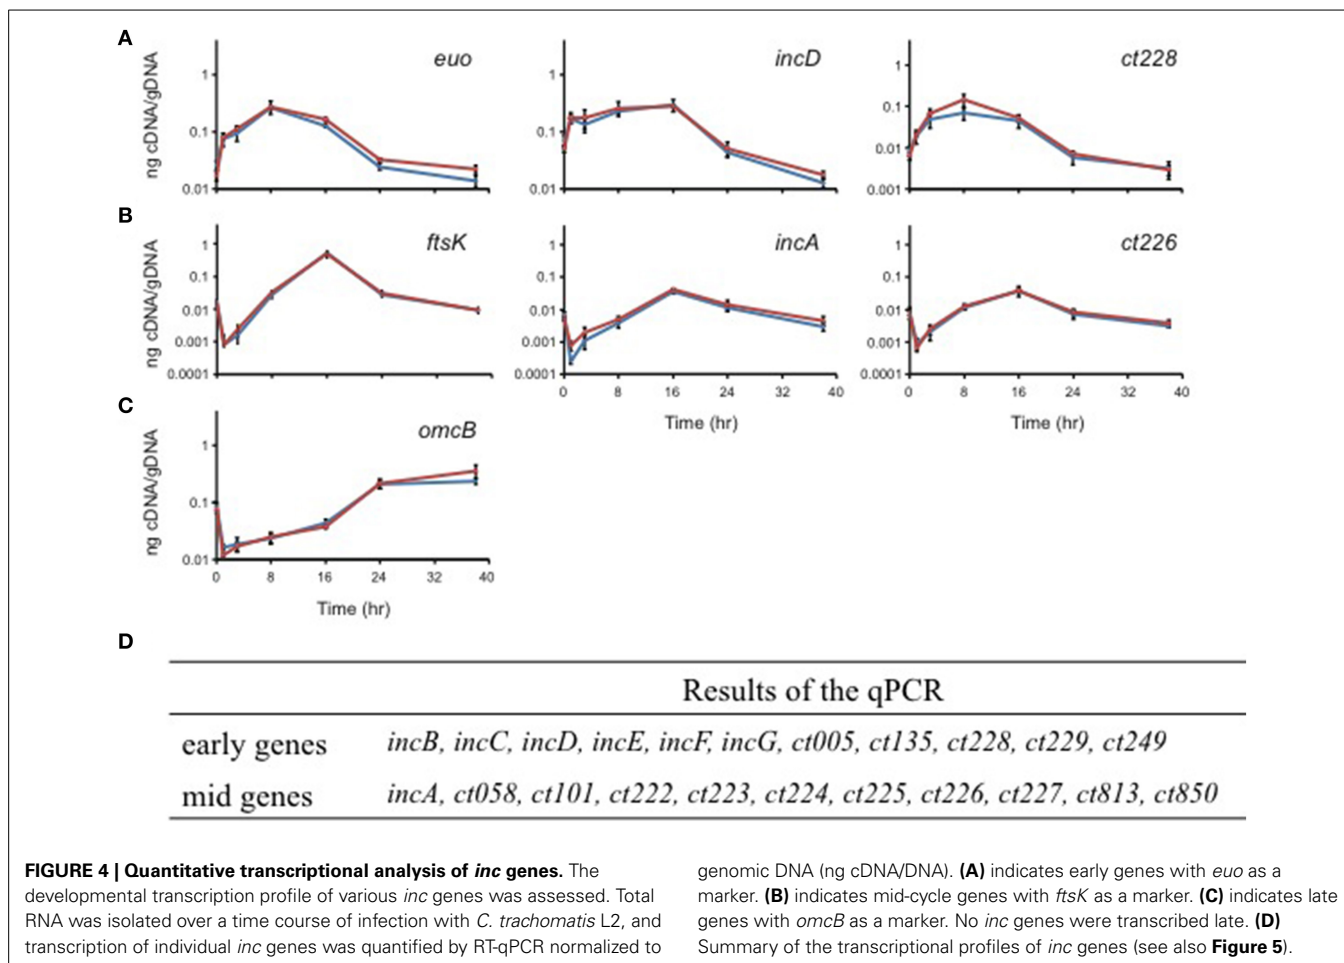 A
euo
incD
ct228
ng cDNA/gDNA
1
0.1
0.01
1
0.1
0.01
1
0.1
0.01
0.001
B
ftsK
incA
ct226
ng cDNA/gDNA
1
0.1
0.01
0.001
0.0001
1
0.1
0.01
0.001
0.0001
0 8 16 24 32 40
Time (hr)
1
0.1
0.01
0.001
0.0001
0 8 16 24 32 40
Time (hr)
C
omcB
ng cDNA/gDNA
1
0.1
0.01
0 8 16 24 32 40
Time (hr)
D
Results of the qPCR
early genes incB, incC, incD, incE, incF, incG, ct005, ct135, ct228, ct229, ct249
mid genes incA, ct058, ct101, ct222, ct223, ct224, ct225, ct226, ct227, ct813, ct850
FIGURE 4 | Quantitative transcriptional analysis of inc genes. The
developmental transcription profile of various inc genes was assessed. Total
RNA was isolated over a time course of infection with C. trachomatis L2, and
transcription of individual inc genes was quantified by RT-qPCR normalized to
genomic DNA (ng cDNA/DNA). (A) indicates early genes with euo as a
marker. (B) indicates mid-cycle genes with ftsK as a marker. (C) indicates late
genes with omcB as a marker. No inc genes were transcribed late. (D)
Summary of the transcriptional profiles of inc genes (see also Figure 5).